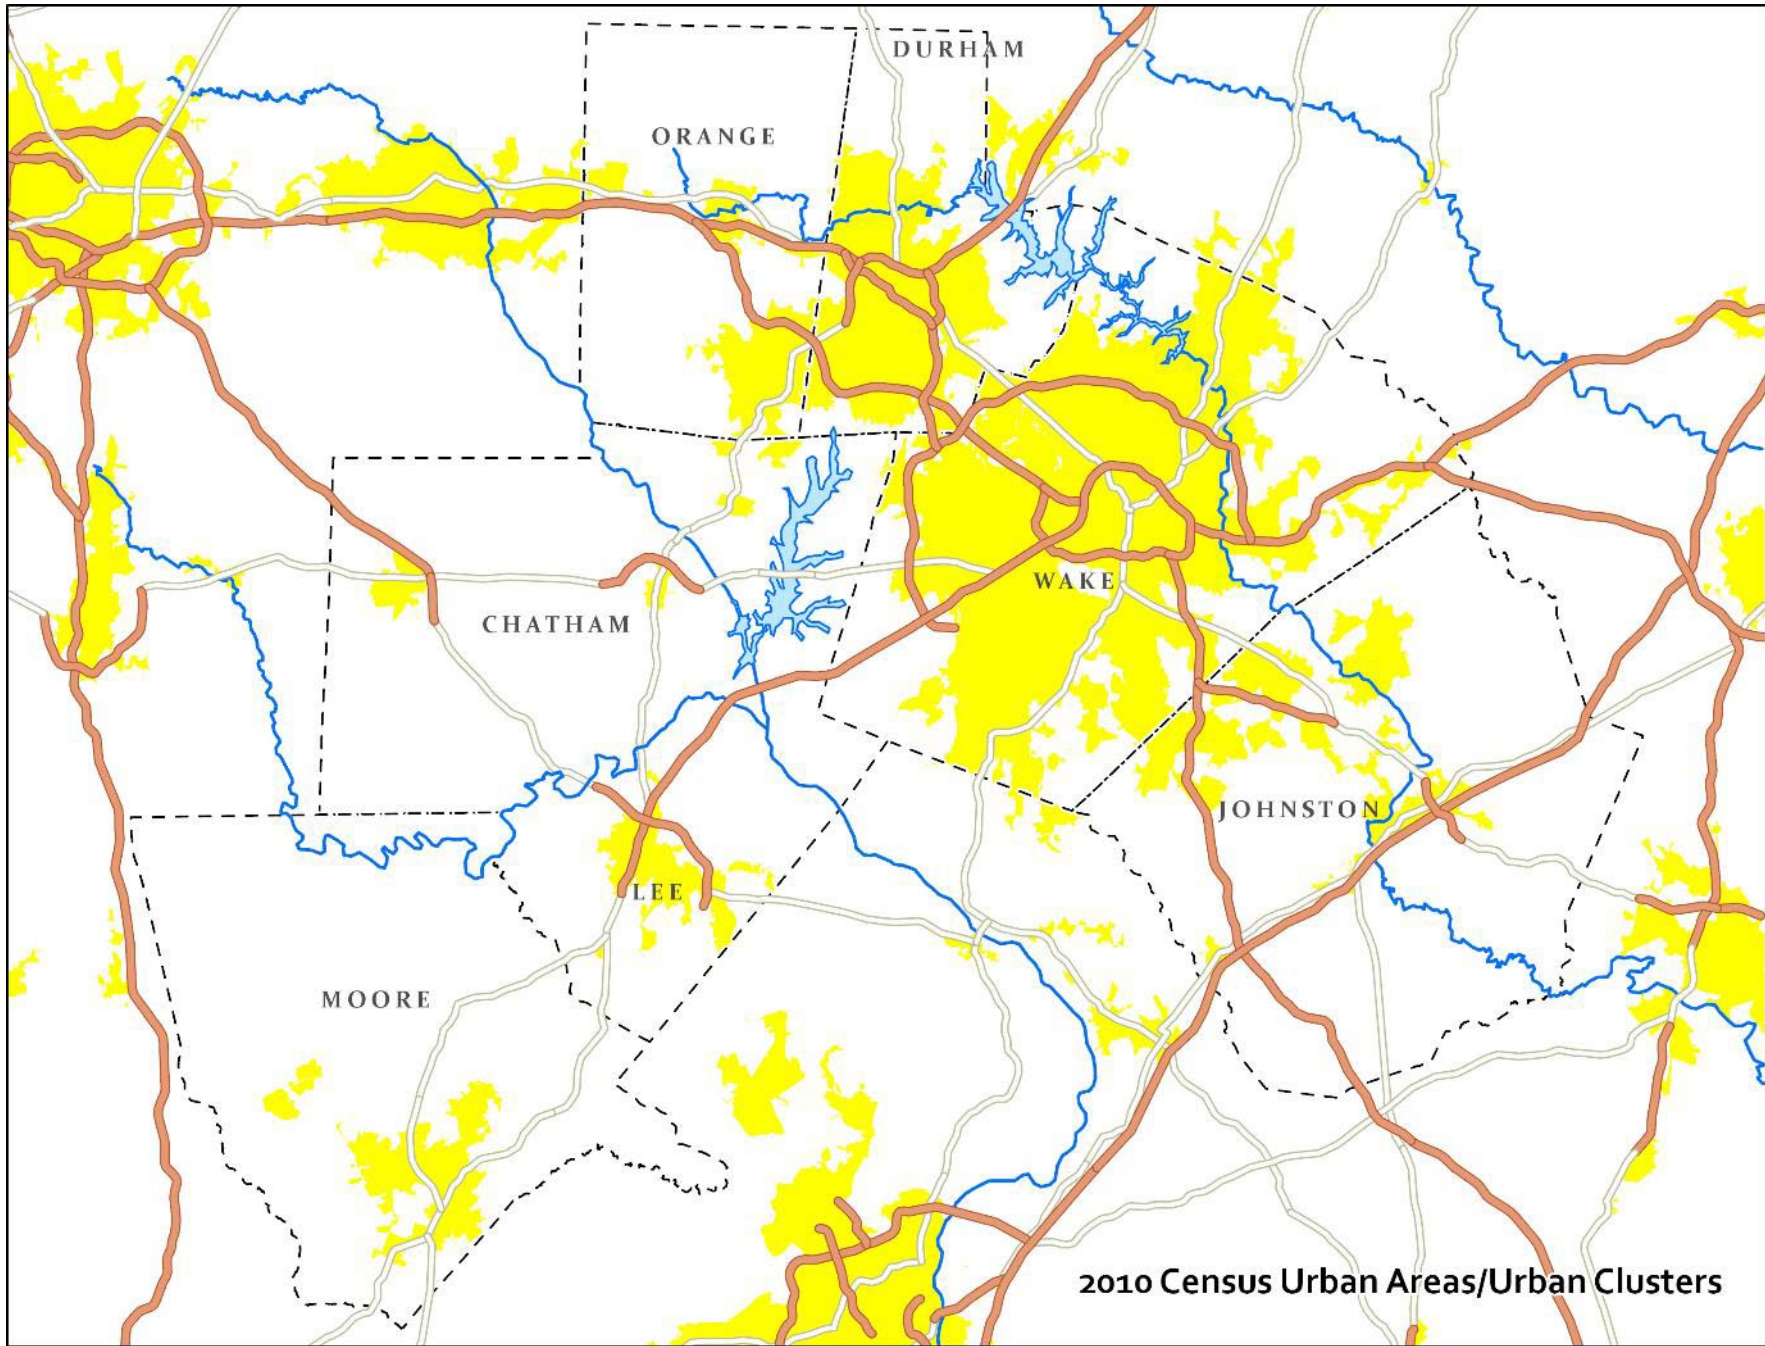 DURHAM
ORANGE
WAKE
CHATHAM
JOHNSTON
LEE
MOORE
2010 Census Urban Areas/Urban Clusters